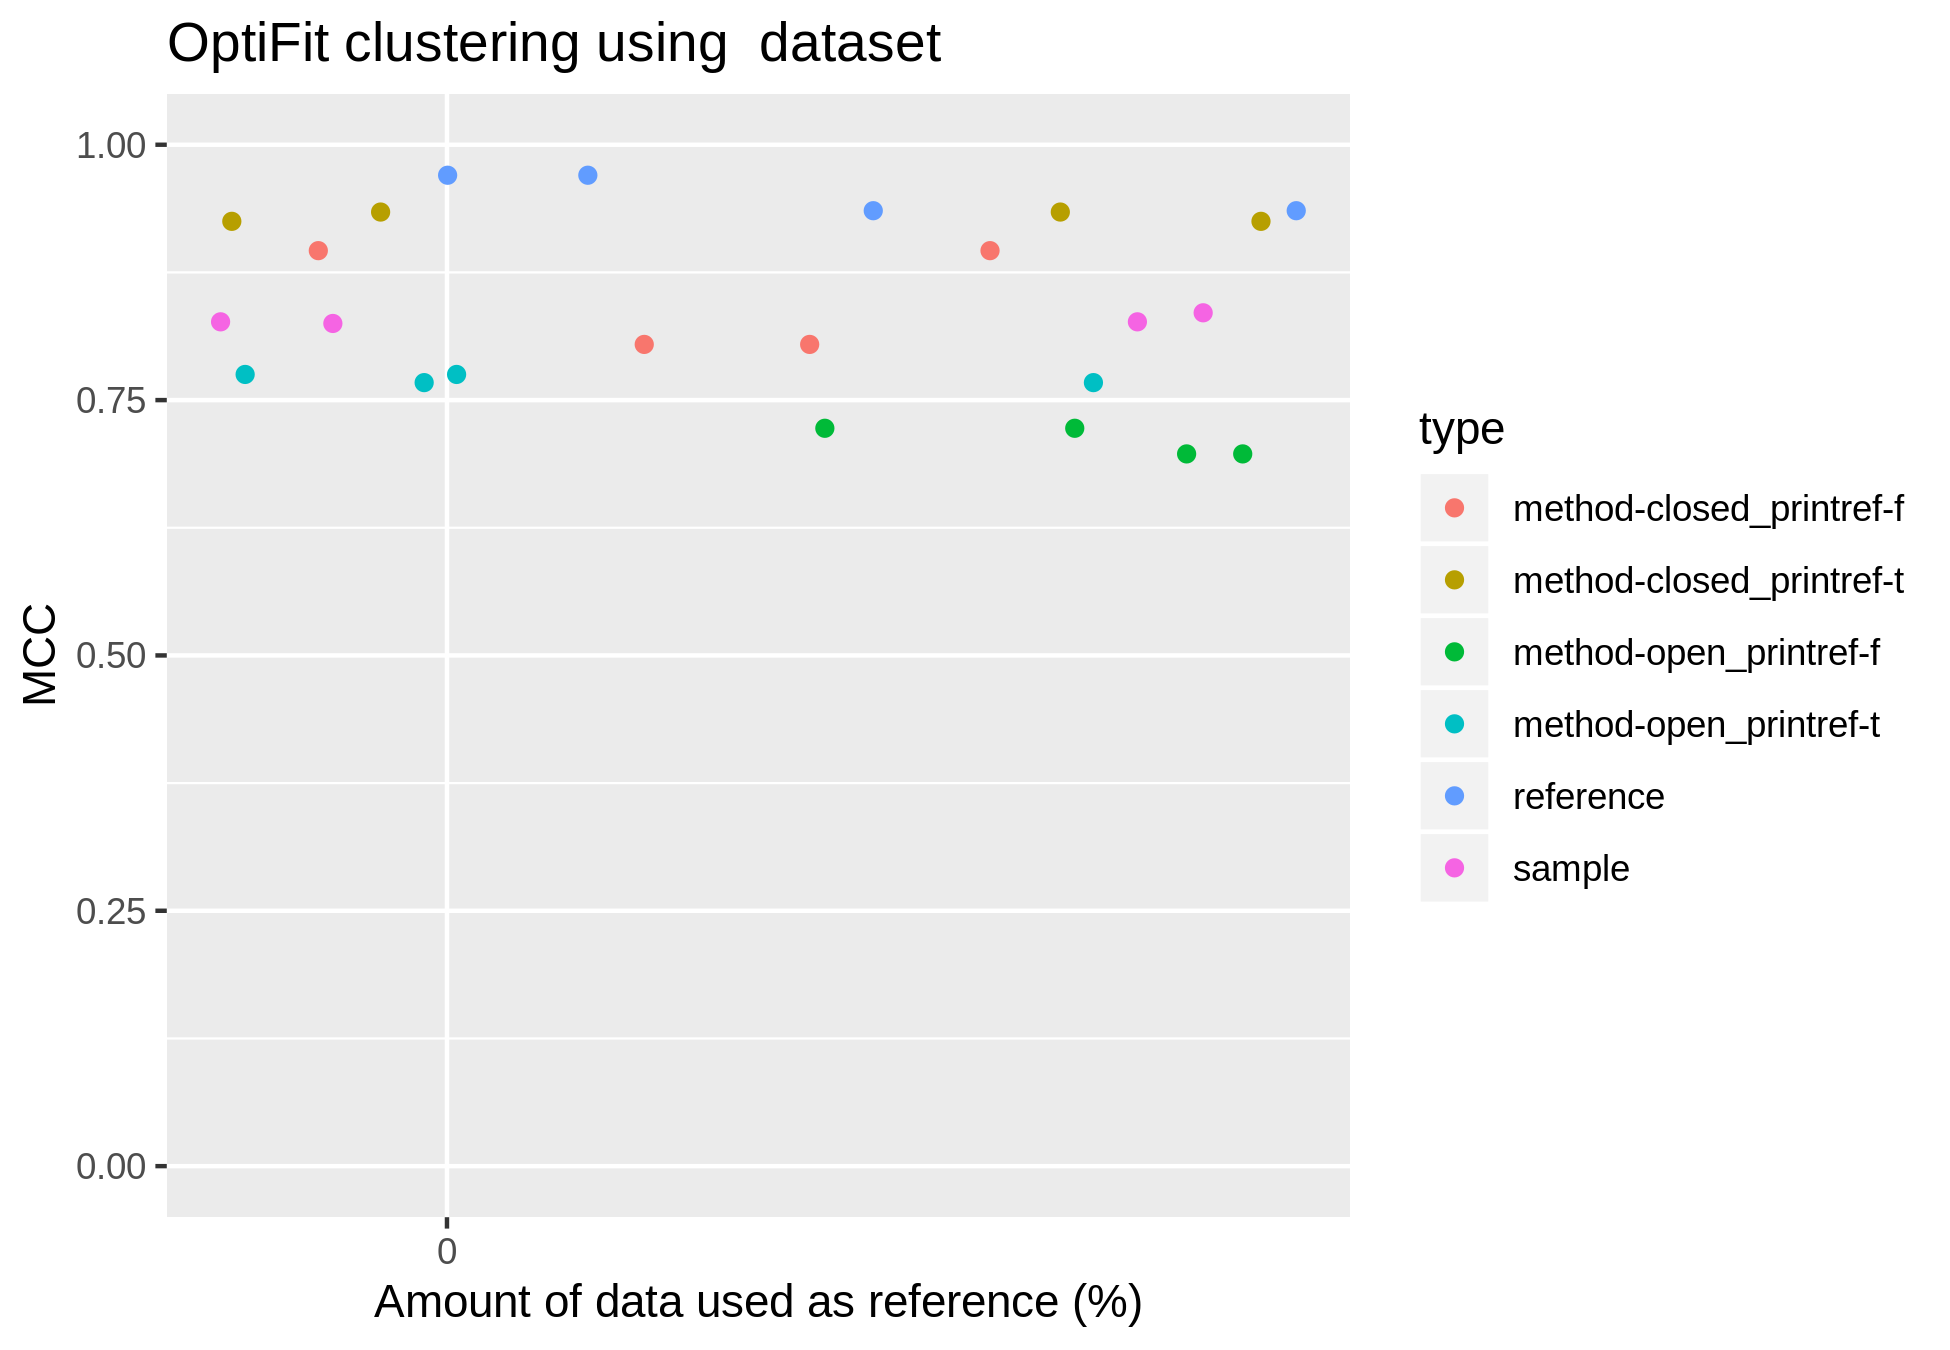 OptiFit clustering using  dataset
1.00
0.75
0.50
0.25
0.00
MCC
0
Amount of data used as reference (%)
type
method-closed_printref-f
method-closed_printref-t
method-open_printref-f
method-open_printref-t
reference
sample